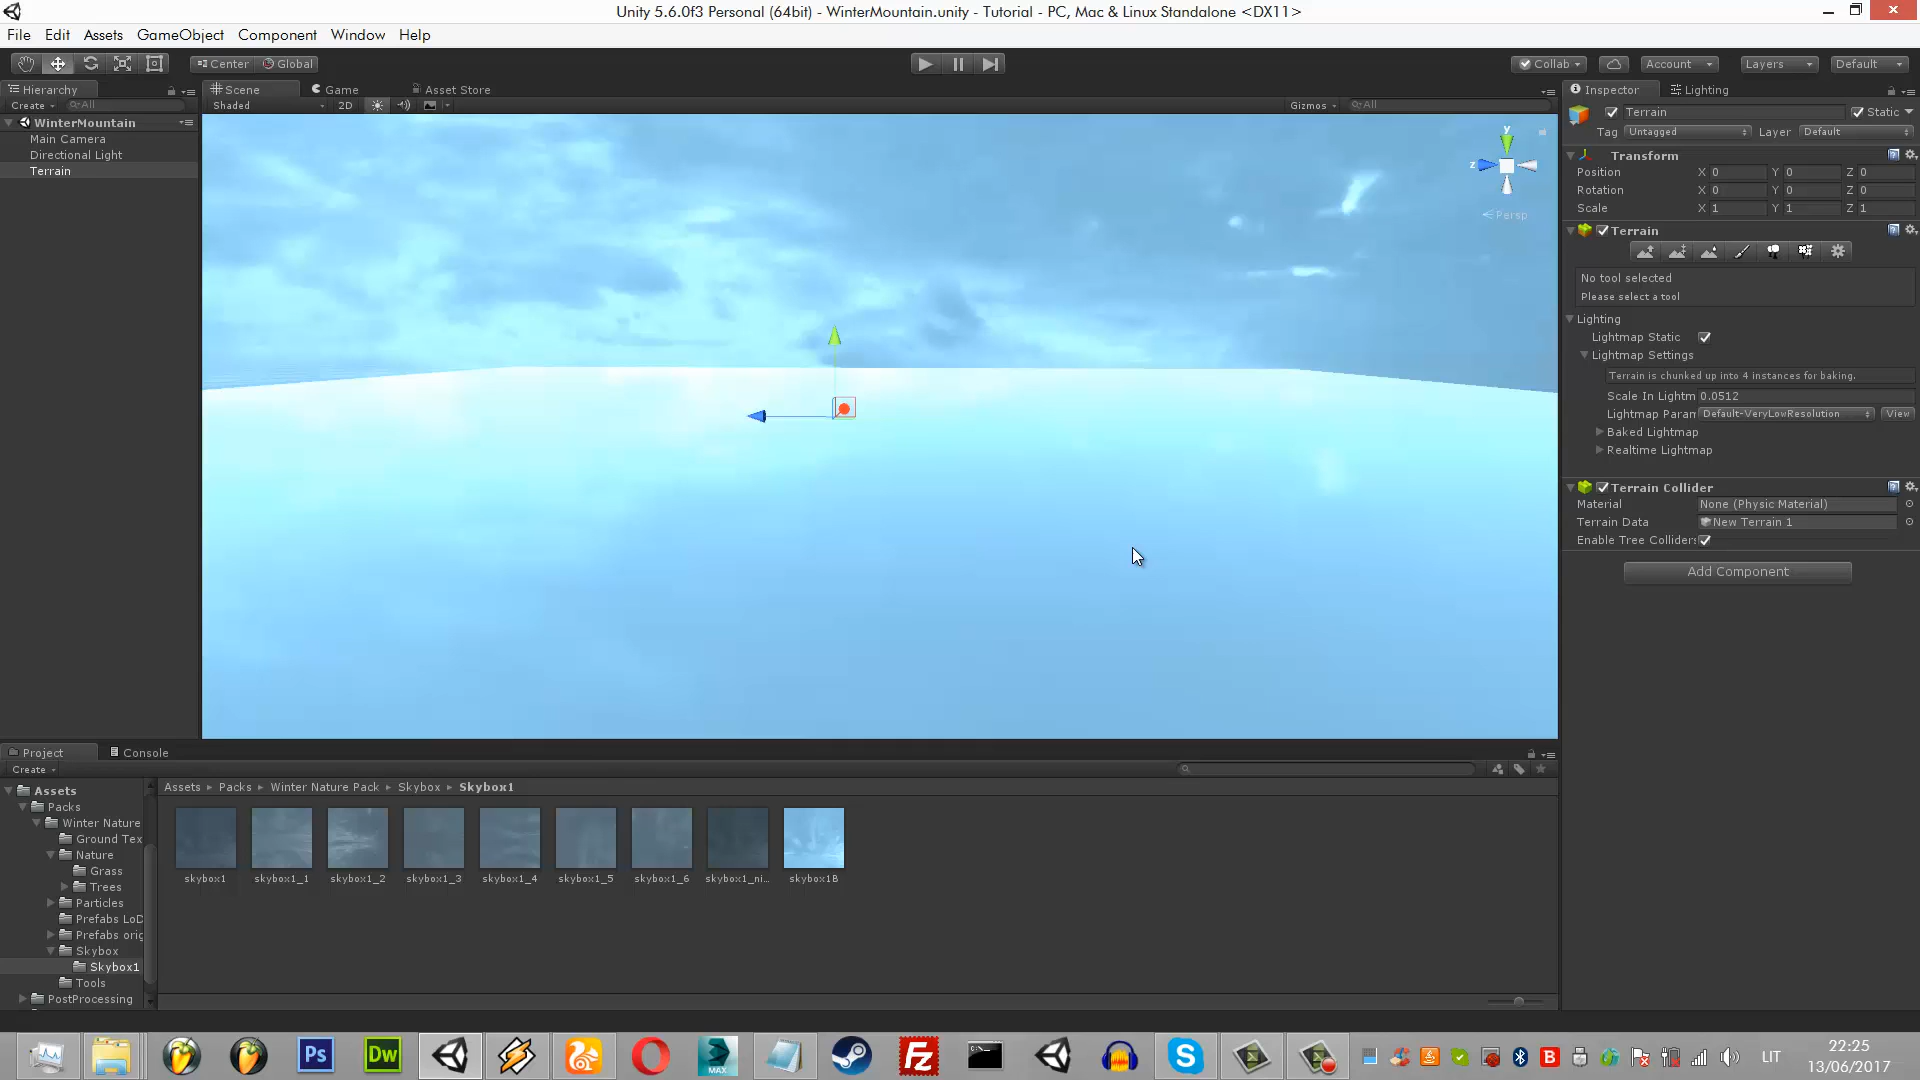 Unity 5.6.0f3 Personal (64bit) - WinterMountain.unity - Tutorial - PC, Mac & Linux Standalone <DX11>
File Edit Assets GameObject Component Window Help
Center Global
Collab Account Layers Default
Hierarchy
Create All
WinterMountain
Main Camera
Directional Light
Terrain
Scene Game Asset Store
Shaded 2D Gizmos All
y
z
Persp
Inspector Lighting
Terrain Static
Tag Untagged Layer Default
Transform
Position X 0 Y 0 Z 0
Rotation X 0 Y 0 Z 0
Scale X 1 Y 1 Z 1
Terrain
No tool selected
Please select a tool
Lighting
Lightmap Static
Lightmap Settings
Terrain is chunked up into 4 instances for baking.
Scale In Lightm 0.0512
Lightmap Param Default-VeryLowResolution View
Baked Lightmap
Realtime Lightmap
Terrain Collider
Material None (Physic Material)
Terrain Data New Terrain 1
Enable Tree Colliders
Add Component
Project Console
Create
Assets
Packs
Winter Nature
Ground Tex
Nature
Grass
Trees
Particles
Prefabs LoD
Prefabs orig
Skybox
Skybox1
Tools
PostProcessing
Assets Packs Winter Nature Pack Skybox Skybox1
skybox1 skybox1_1 skybox1_2 skybox1_3 skybox1_4 skybox1_5 skybox1_6 skybox1_ni... skybox1B
Ps Dw MAX Fz C:\ S B LIT
22:25
13/06/2017